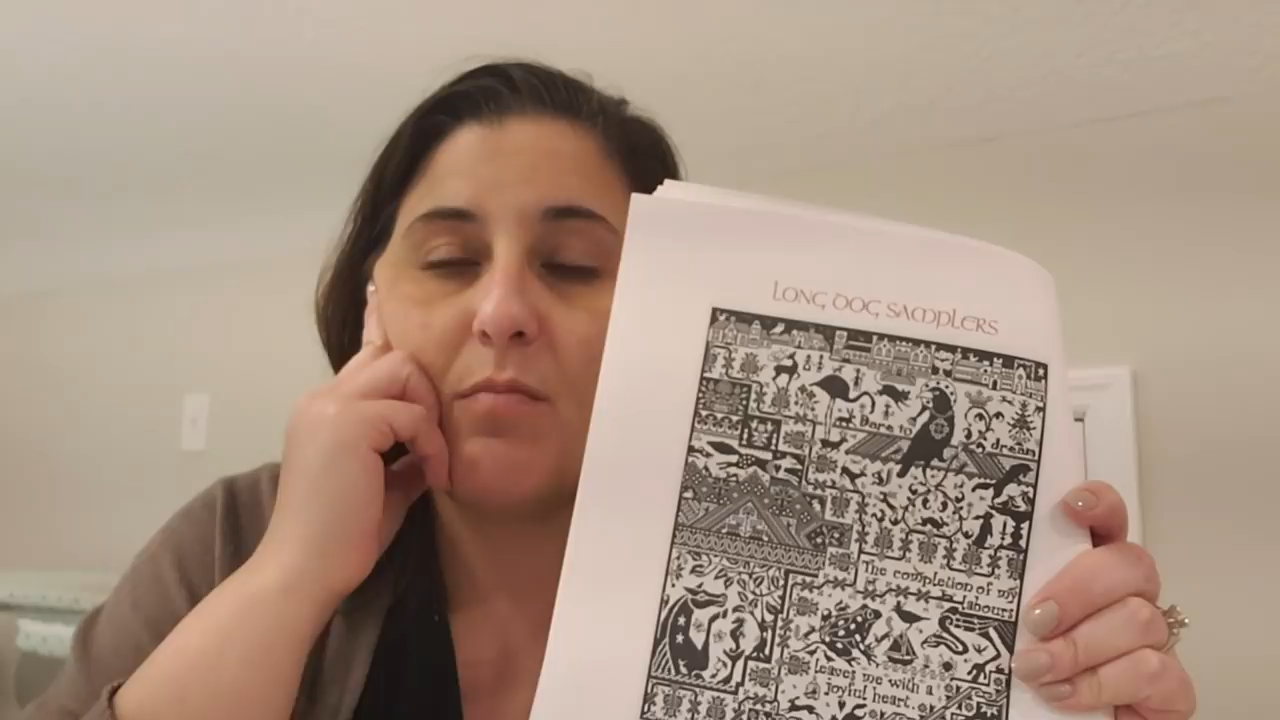 LONG DOG SAMPLERS
Dare to
dream
The completion of my
labours
leaves me with a
joyful heart.